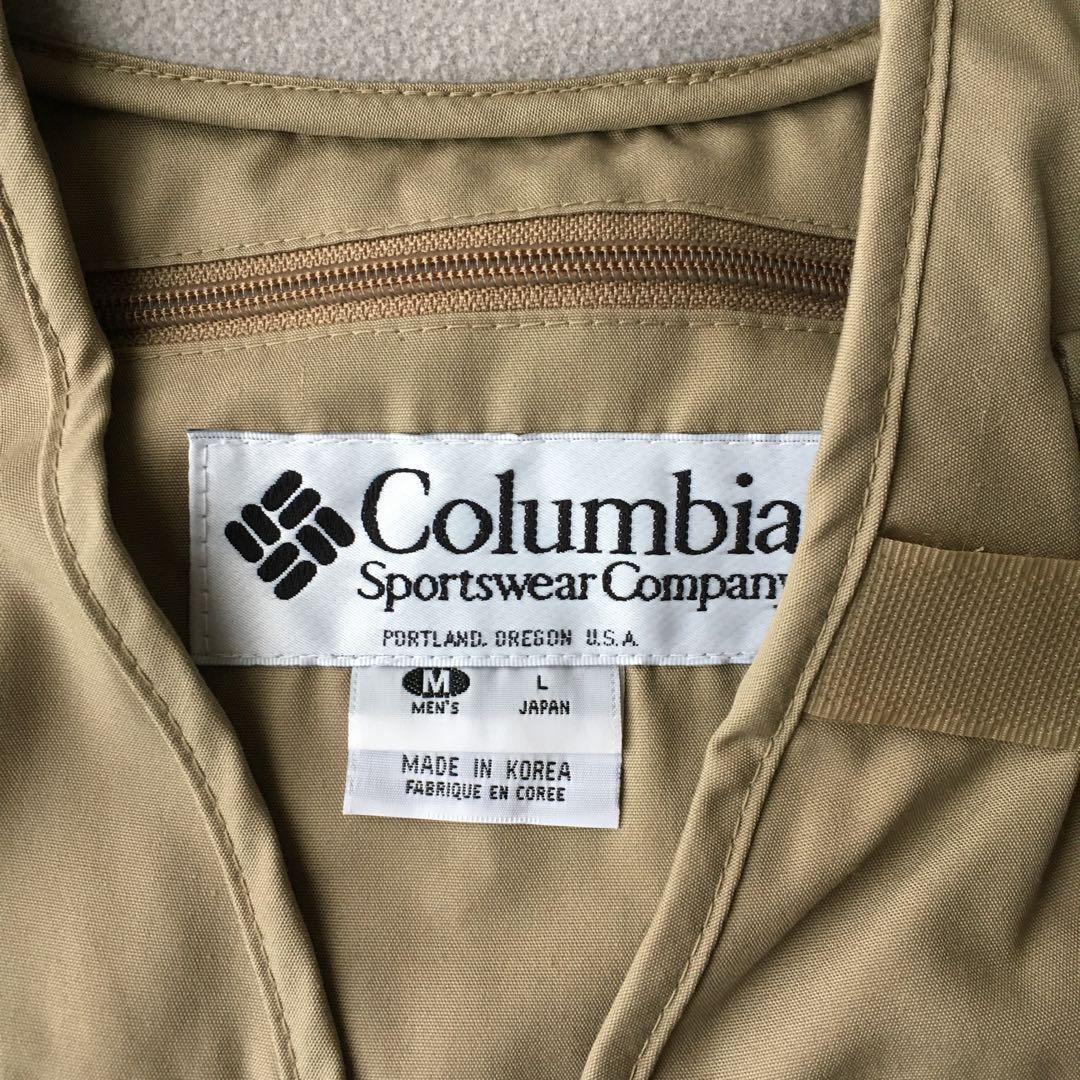 Columbia
Sportswear Company
PORTLAND, OREGON U.S.A.
M L
MEN'S JAPAN
MADE IN KOREA
FABRIQUE EN COREE